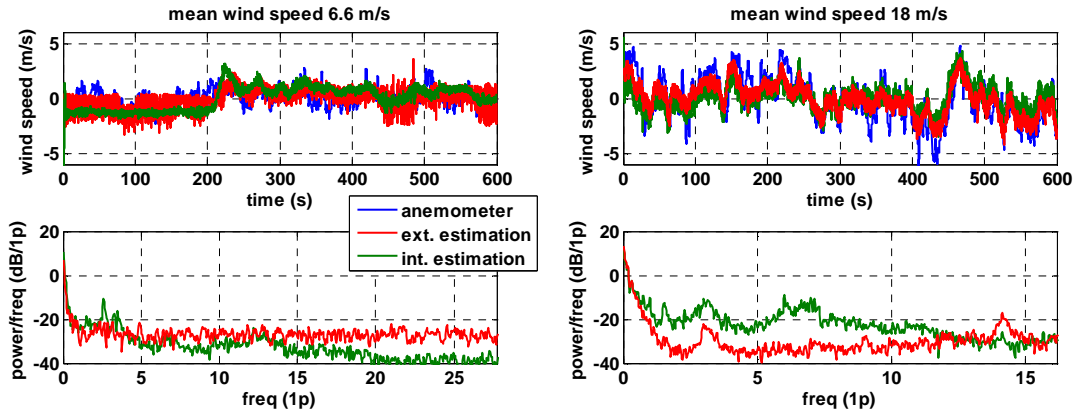 mean wind speed 6.6 m/s
wind speed (m/s)
5
0
-5
0 100 200 300 400 500 600
time (s)
mean wind speed 18 m/s
wind speed (m/s)
5
0
-5
0 100 200 300 400 500 600
time (s)
anemometer
ext. estimation
int. estimation
power/freq (dB/1p)
20
0
-20
-40
0 5 10 15 20 25
freq (1p)
power/freq (dB/1p)
20
0
-20
-40
0 5 10 15
freq (1p)